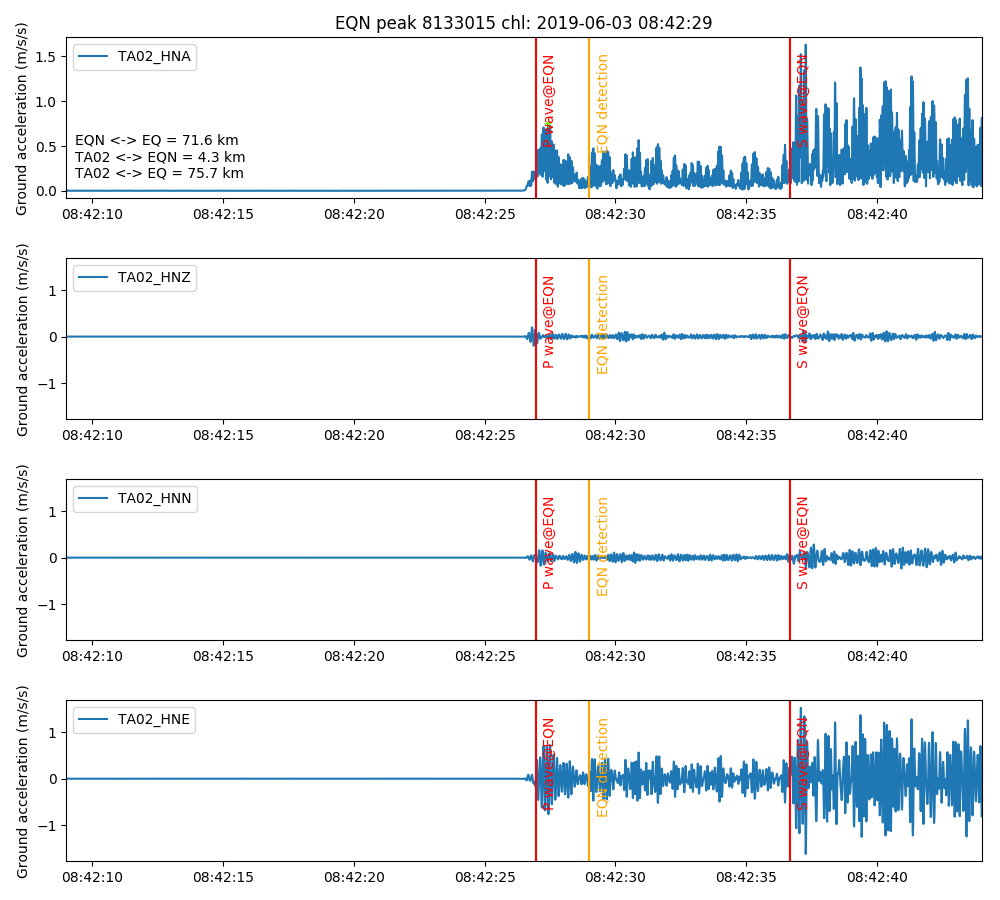 EQN peak 8133015 chl: 2019-06-03 08:42:29
Ground acceleration (m/s/s)
1.5
1.0
0.5
0.0
TA02_HNA
EQN <-> EQ = 71.6 km
TA02 <-> EQN = 4.3 km
TA02 <-> EQ = 75.7 km
P wave@EQN
EQN detection
S wave@EQN
08:42:10 08:42:15 08:42:20 08:42:25 08:42:30 08:42:35 08:42:40
Ground acceleration (m/s/s)
1
0
−1
TA02_HNZ
P wave@EQN
EQN detection
S wave@EQN
08:42:10 08:42:15 08:42:20 08:42:25 08:42:30 08:42:35 08:42:40
Ground acceleration (m/s/s)
1
0
−1
TA02_HNN
P wave@EQN
EQN detection
S wave@EQN
08:42:10 08:42:15 08:42:20 08:42:25 08:42:30 08:42:35 08:42:40
Ground acceleration (m/s/s)
1
0
−1
TA02_HNE
P wave@EQN
EQN detection
S wave@EQN
08:42:10 08:42:15 08:42:20 08:42:25 08:42:30 08:42:35 08:42:40